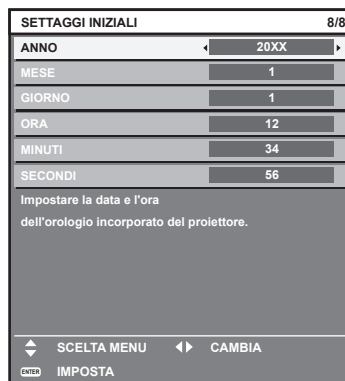 SETTAGGI INIZIALI 8/8
ANNO 20XX
MESE 1
GIORNO 1
ORA 12
MINUTI 34
SECONDI 56
Impostare la data e l'ora
dell'orologio incorporato del proiettore.
SCELTA MENU CAMBIA
ENTER IMPOSTA